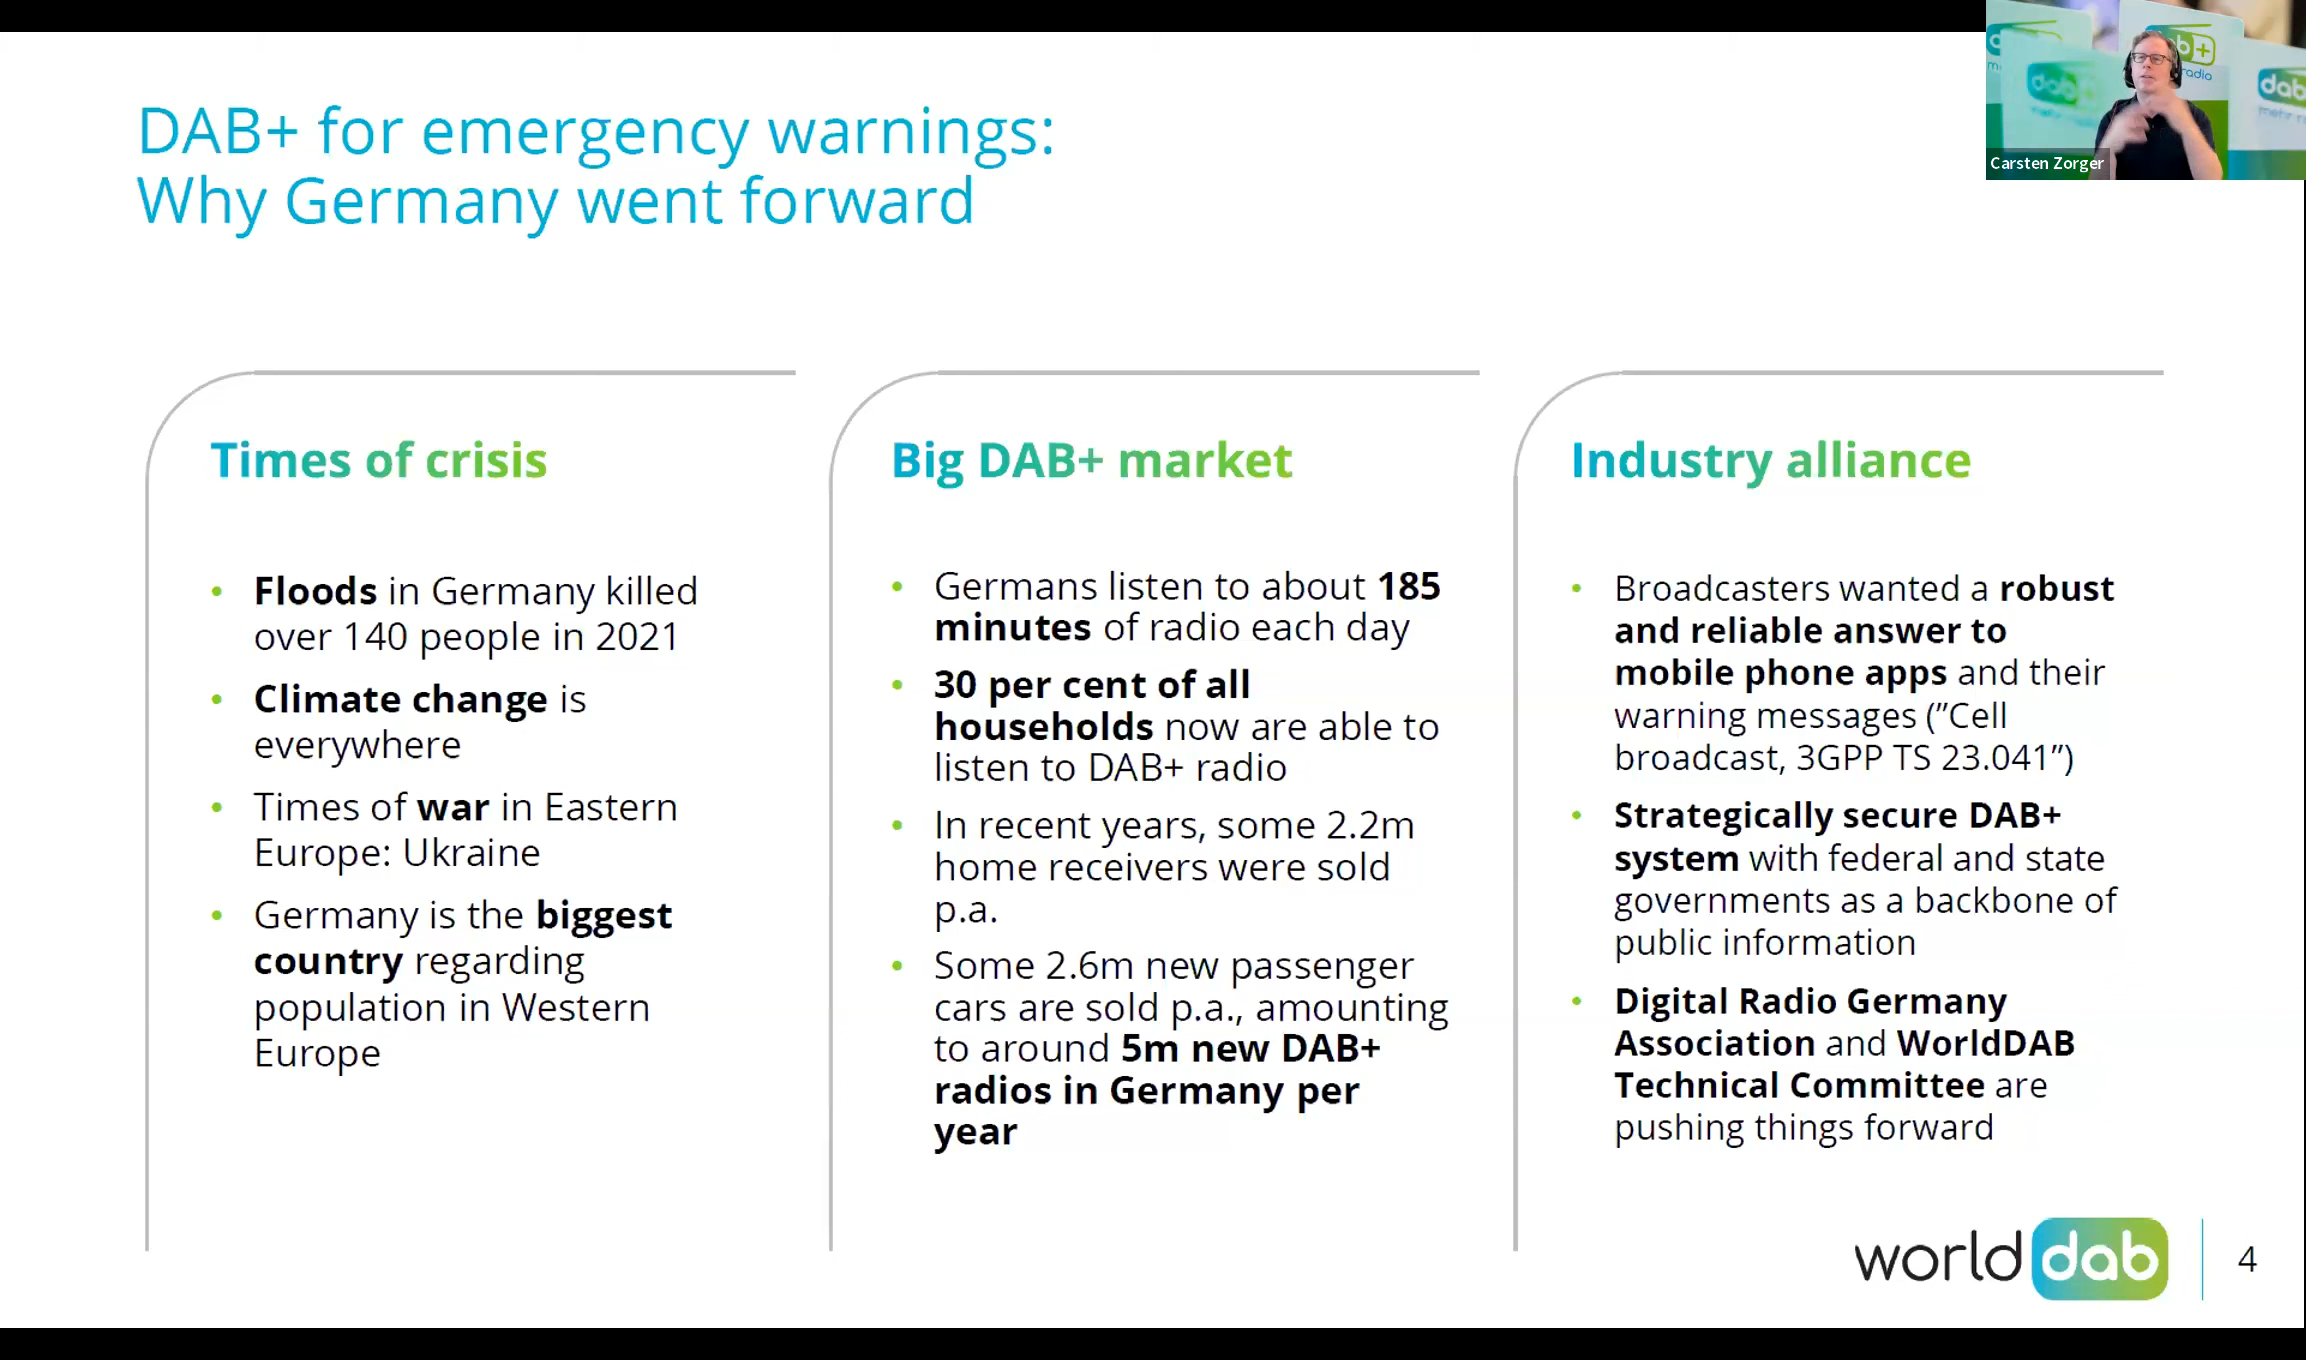 DAB+ for emergency warnings:
Why Germany went forward
dab+
radio
dab
dab
Carsten Zorger
Times of crisis
• Floods in Germany killed
over 140 people in 2021
• Climate change is
everywhere
• Times of war in Eastern
Europe: Ukraine
• Germany is the biggest
country regarding
population in Western
Europe
Big DAB+ market
• Germans listen to about 185
minutes of radio each day
• 30 per cent of all
households now are able to
listen to DAB+ radio
• In recent years, some 2.2m
home receivers were sold
p.a.
• Some 2.6m new passenger
cars are sold p.a., amounting
to around 5m new DAB+
radios in Germany per
year
Industry alliance
• Broadcasters wanted a robust
and reliable answer to
mobile phone apps and their
warning messages (”Cell
broadcast, 3GPP TS 23.041”)
• Strategically secure DAB+
system with federal and state
governments as a backbone of
public information
• Digital Radio Germany
Association and WorldDAB
Technical Committee are
pushing things forward
world dab
4